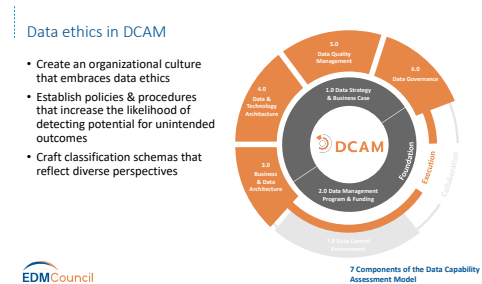 Data ethics in DCAM
• Create an organizational culture
that embraces data ethics
• Establish policies & procedures
that increase the likelihood of
detecting potential for unintended
outcomes
• Craft classification schemas that
reflect diverse perspectives
5.0
Data Quality
Management
6.0
Data Governance
4.0
Data &
Technology
Architecture
1.0 Data Strategy
& Business Case
DCAM
3.0
Business
& Data
Architecture
2.0 Data Management
Program & Funding
Foundation
Execution
Collaboration
7.0 Data Control
Environment
EDMCouncil
7 Components of the Data Capability
Assessment Model